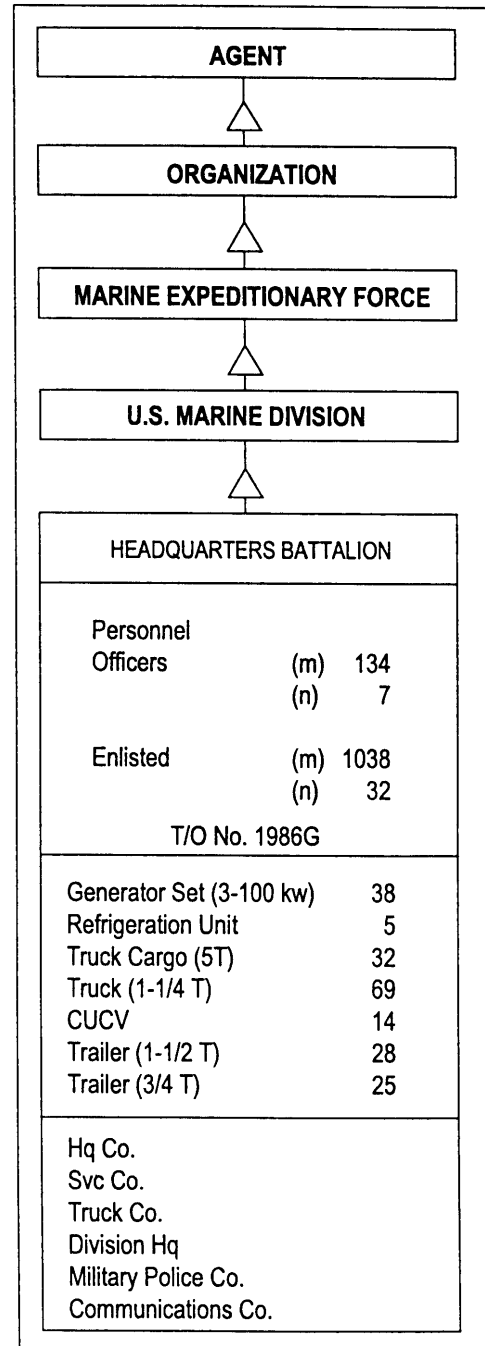 AGENT
ORGANIZATION
MARINE EXPEDITIONARY FORCE
U.S. MARINE DIVISION
HEADQUARTERS BATTALION
Personnel
Officers (m) 134
(n) 7
Enlisted (m) 1038
(n) 32
T/O No. 1986G
Generator Set (3-100 kw) 38
Refrigeration Unit 5
Truck Cargo (5T) 32
Truck (1-1/4 T) 69
CUCV 14
Trailer (1-1/2 T) 28
Trailer (3/4 T) 25
Hq Co.
Svc Co.
Truck Co.
Division Hq
Military Police Co.
Communications Co.